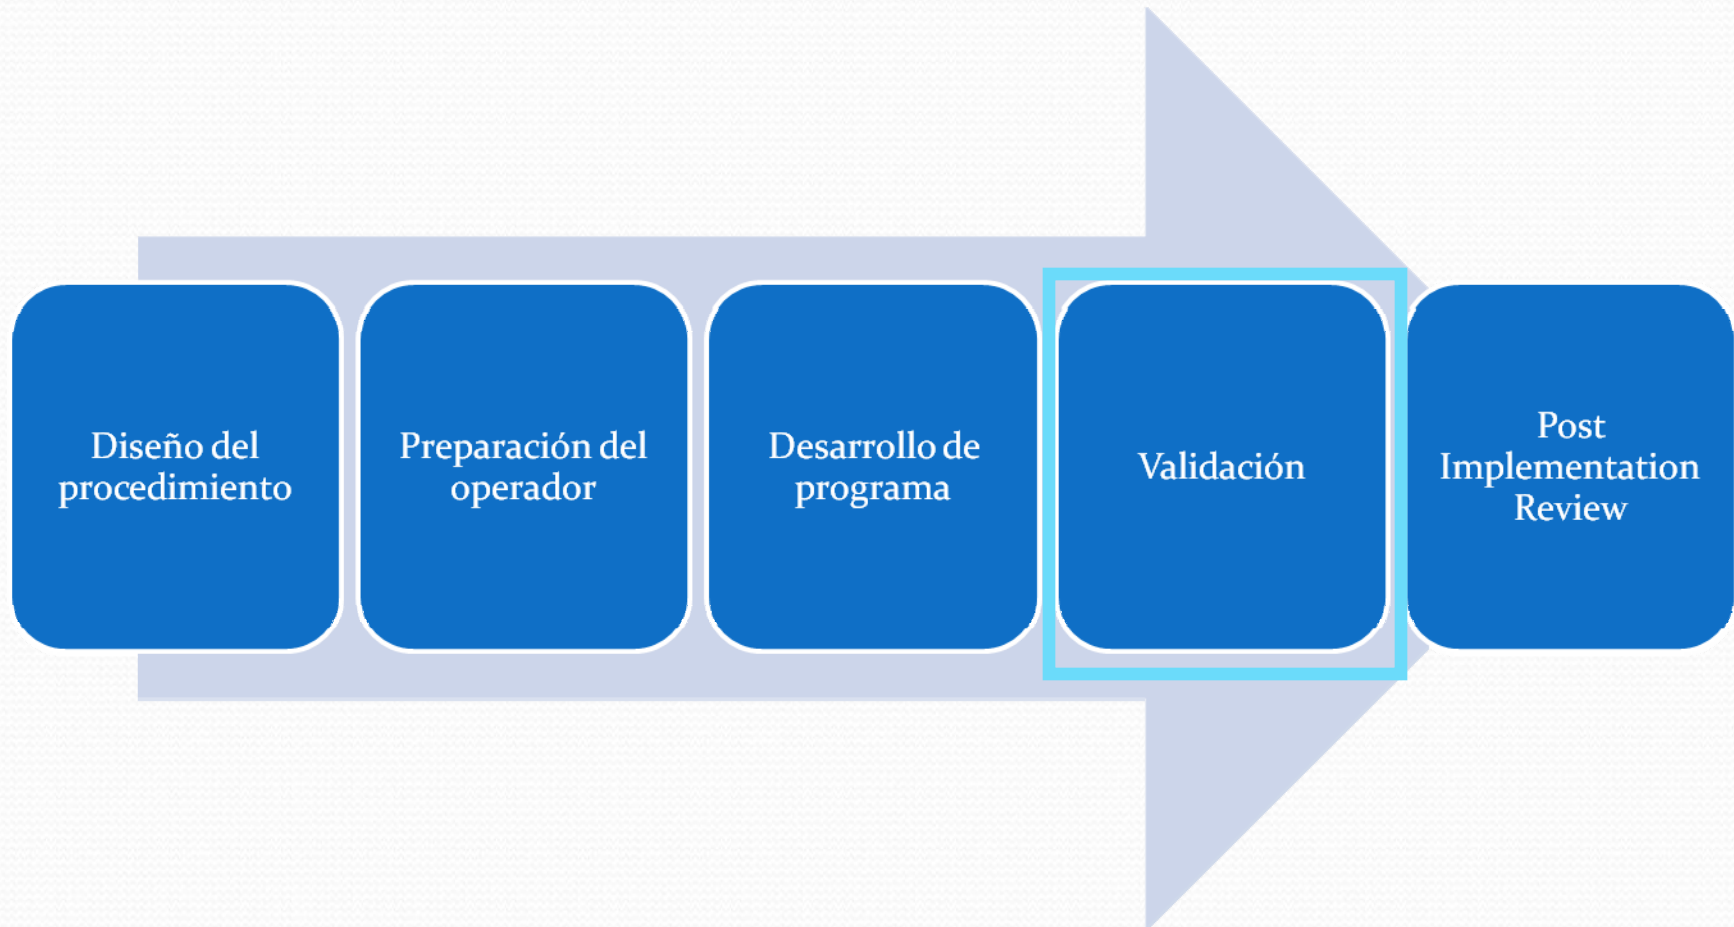 Diseño del
procedimiento
Preparación del
operador
Desarrollo de
programa
Validación
Post
Implementation
Review